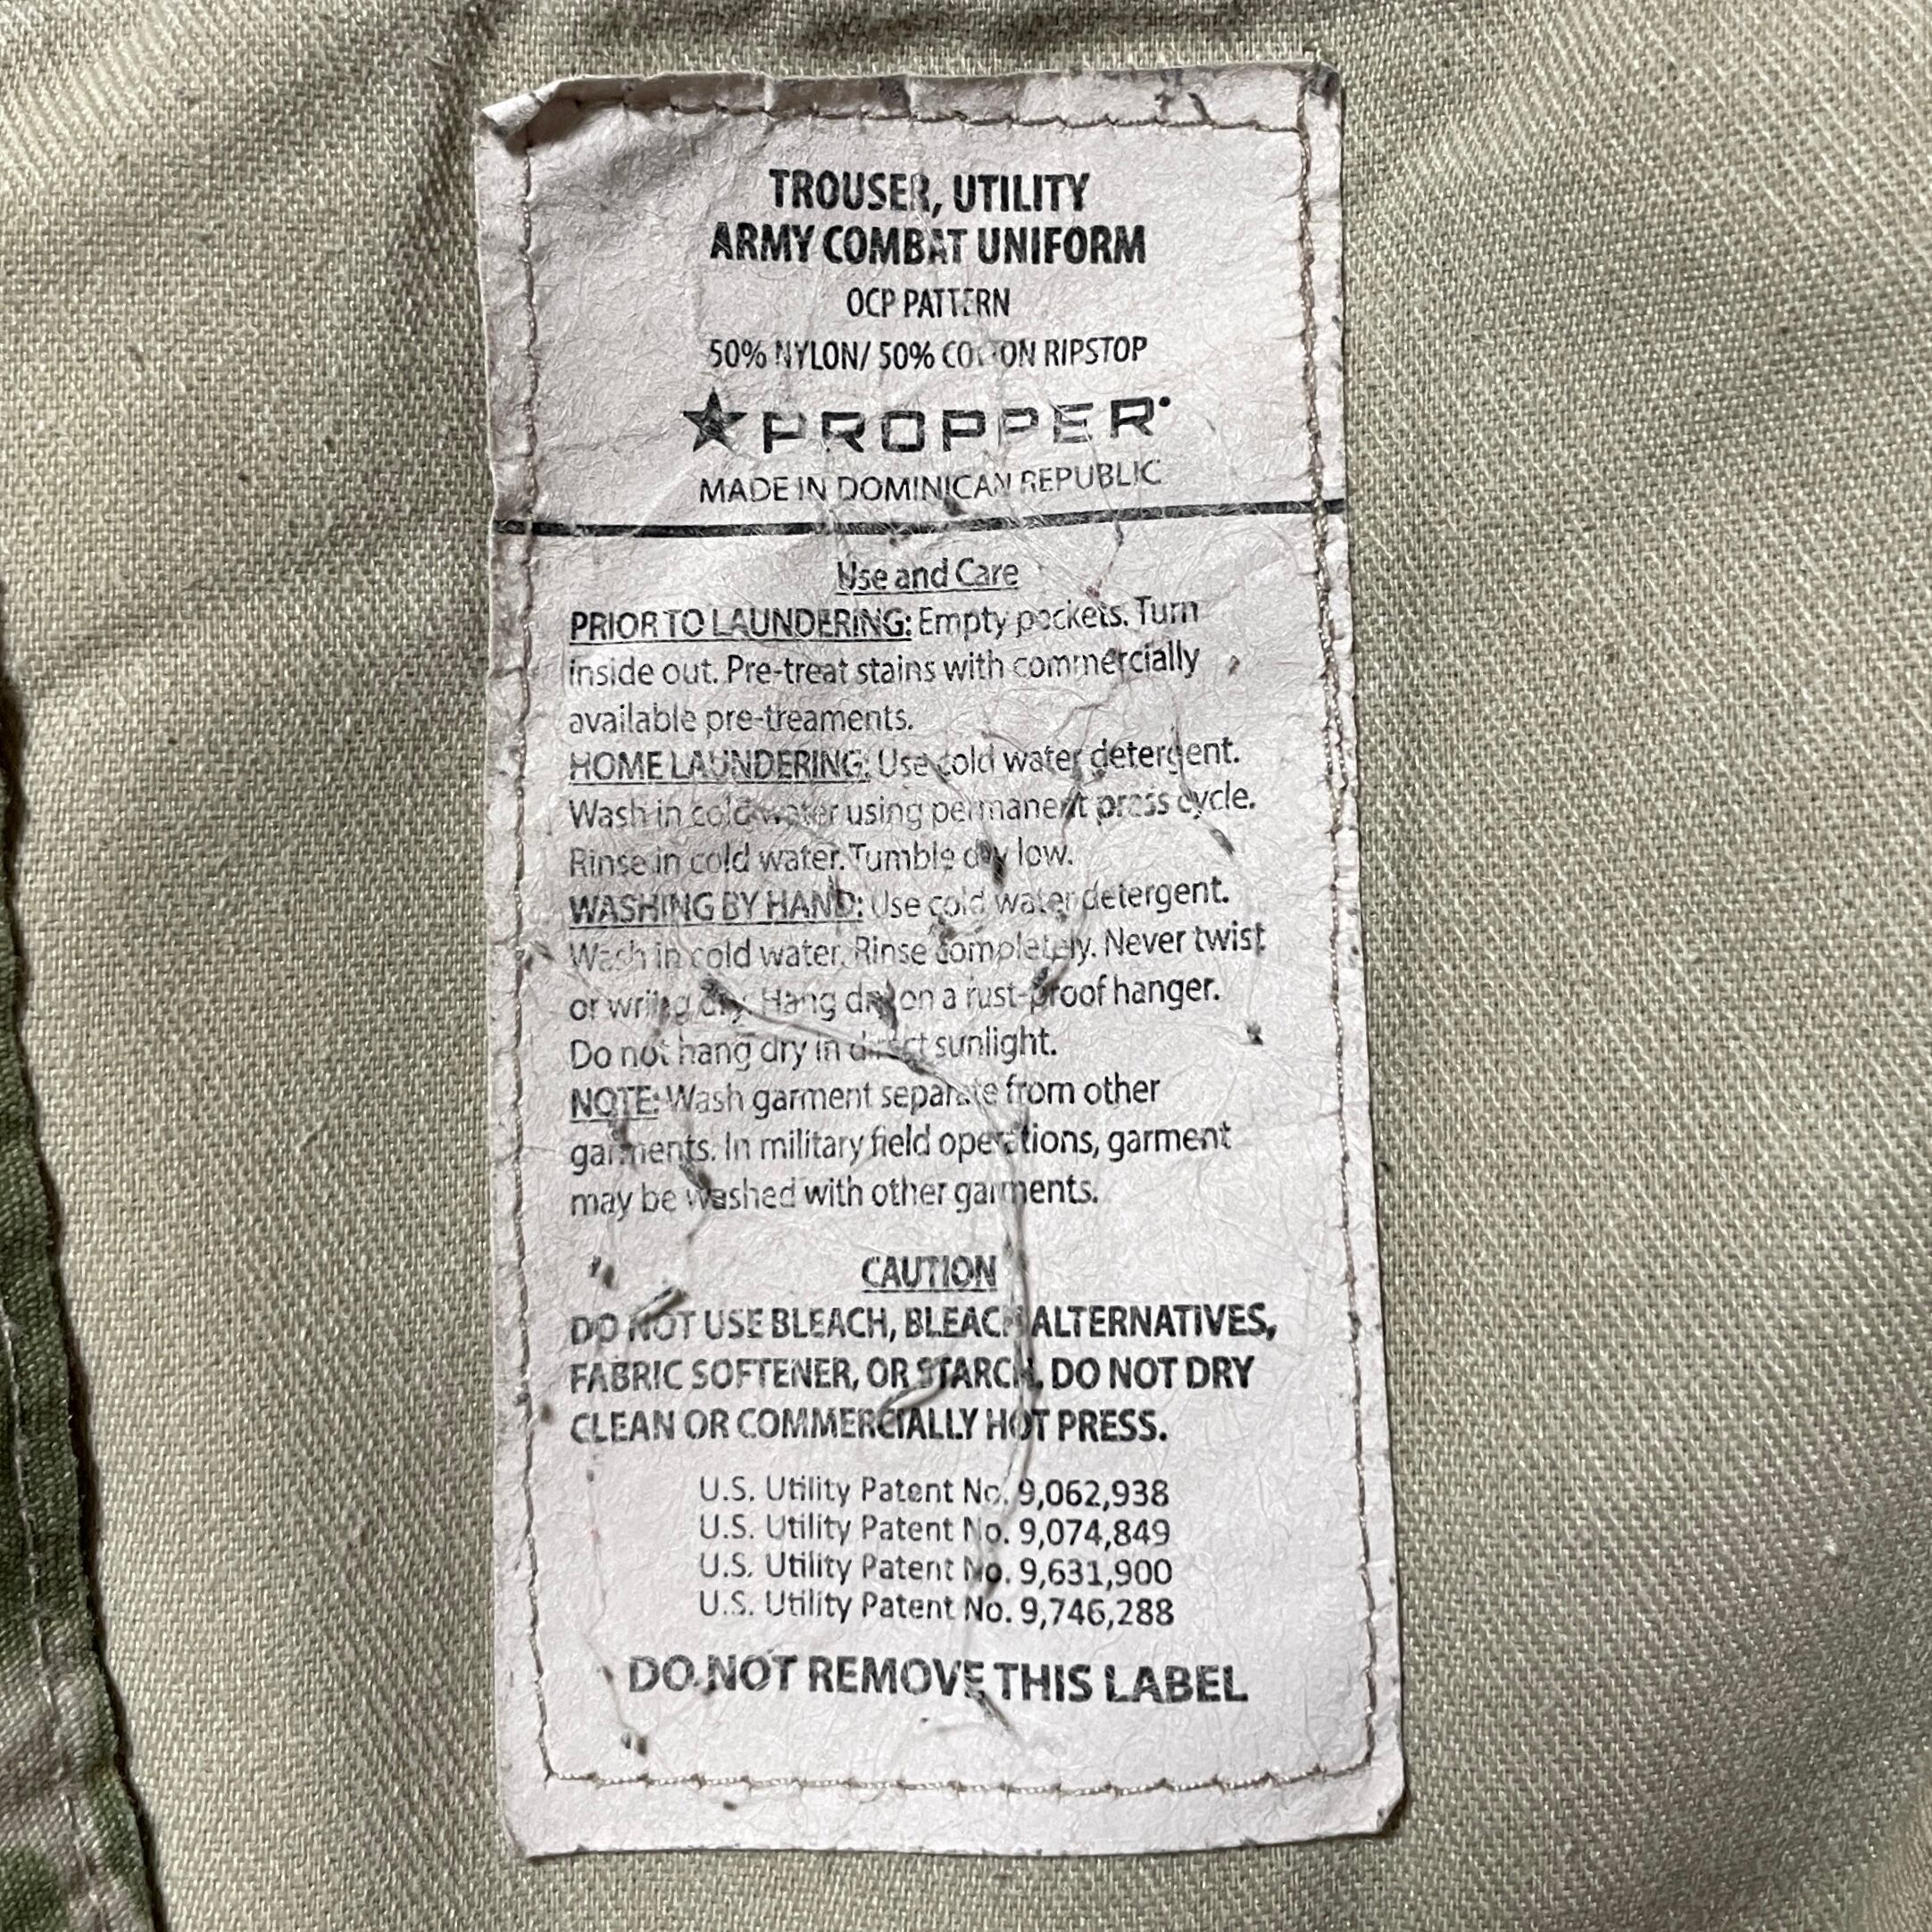 TROUSER, UTILITY
ARMY COMBAT UNIFORM
OCP PATTERN
50% NYLON/ 50% COTTON RIPSTOP
PROPPER
MADE IN DOMINICAN REPUBLIC
Use and Care
PRIOR TO LAUNDERING: Empty pockets. Turn
inside out. Pre-treat stains with commercially
available pre-treaments.
HOME LAUNDERING: Use cold water detergent.
Wash in cold water using permanent press cycle.
Rinse in cold water. Tumble dry low.
WASHING BY HAND: Use cold water detergent.
Wash in cold water. Rinse completely. Never twist
or wring dry. Hang dry on a rust-proof hanger.
Do not hang dry in direct sunlight.
NOTE: Wash garment separate from other
garments. In military field operations, garment
may be washed with other garments.
CAUTION
DO NOT USE BLEACH, BLEACH ALTERNATIVES,
FABRIC SOFTENER, OR STARCH. DO NOT DRY
CLEAN OR COMMERCIALLY HOT PRESS.
U.S. Utility Patent No. 9,062,938
U.S. Utility Patent No. 9,074,849
U.S. Utility Patent No. 9,631,900
U.S. Utility Patent No. 9,746,288
DO NOT REMOVE THIS LABEL